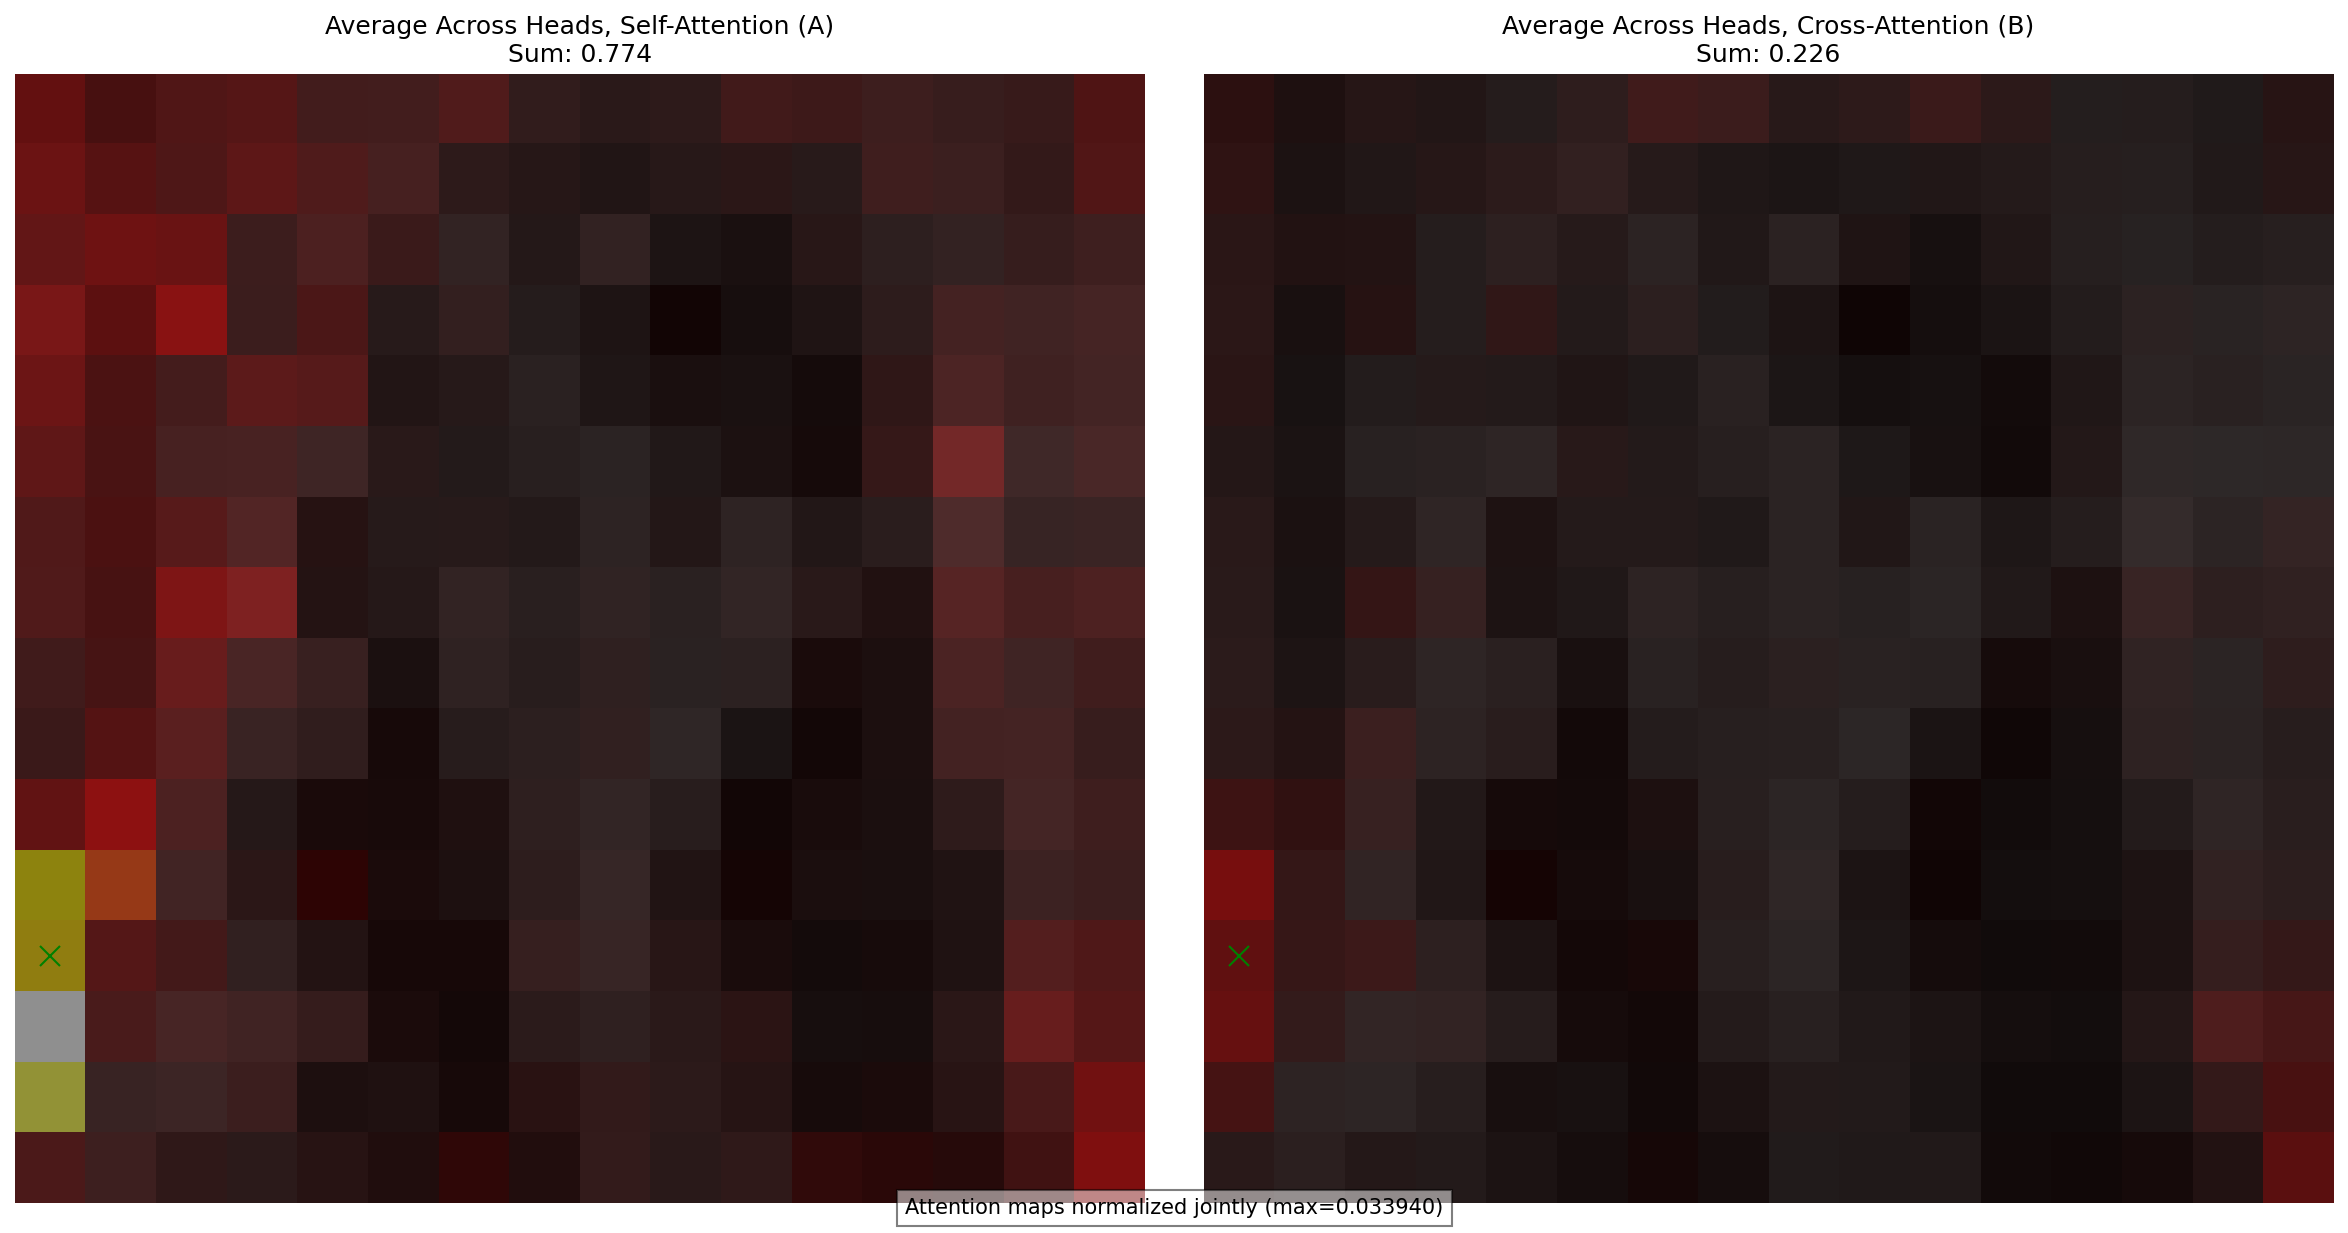 Average Across Heads, Self-Attention (A)
Sum: 0.774
Average Across Heads, Cross-Attention (B)
Sum: 0.226
Attention maps normalized jointly (max=0.033940)